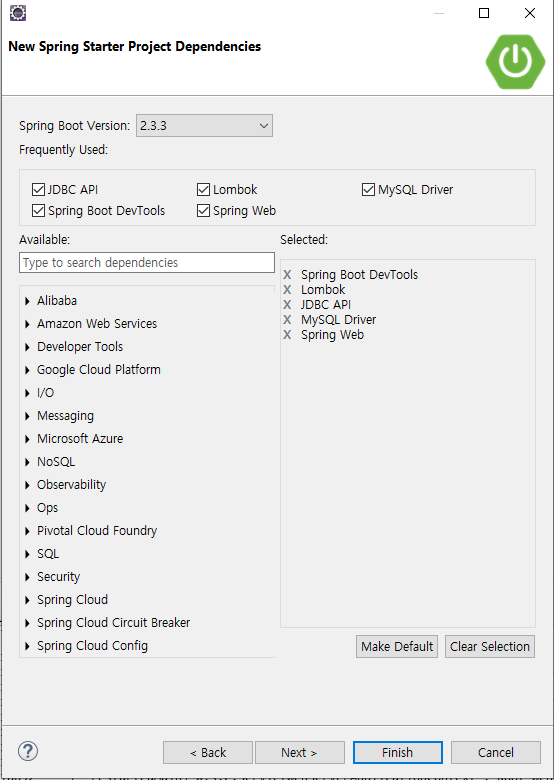 New Spring Starter Project Dependencies
Spring Boot Version: 2.3.3
Frequently Used:
JDBC API Lombok MySQL Driver
Spring Boot DevTools Spring Web
Available: Selected:
Type to search dependencies
X Spring Boot DevTools
X Lombok
X JDBC API
X MySQL Driver
X Spring Web
Alibaba
Amazon Web Services
Developer Tools
Google Cloud Platform
I/O
Messaging
Microsoft Azure
NoSQL
Observability
Ops
Pivotal Cloud Foundry
SQL
Security
Spring Cloud
Spring Cloud Circuit Breaker
Spring Cloud Config
Make Default Clear Selection
? < Back Next > Finish Cancel